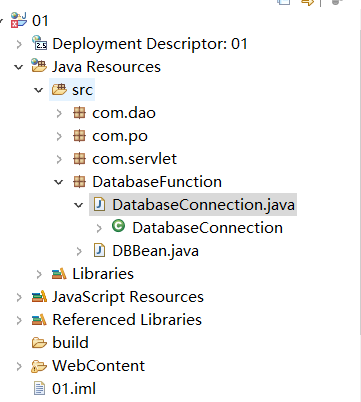 01
Deployment Descriptor: 01
Java Resources
src
com.dao
com.po
com.servlet
DatabaseFunction
DatabaseConnection.java
DatabaseConnection
DBBean.java
Libraries
JavaScript Resources
Referenced Libraries
build
WebContent
01.iml